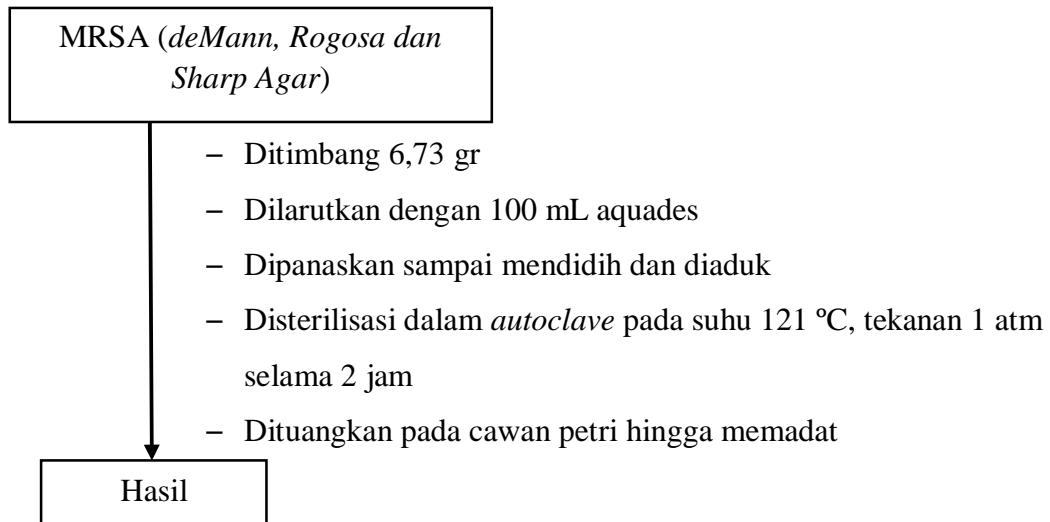 MRSA (deMann, Rogosa dan
Sharp Agar)
– Ditimbang 6,73 gr
– Dilarutkan dengan 100 mL aquades
– Dipanaskan sampai mendidih dan diaduk
– Disterilisasi dalam autoclave pada suhu 121 ºC, tekanan 1 atm
selama 2 jam
– Dituangkan pada cawan petri hingga memadat
Hasil